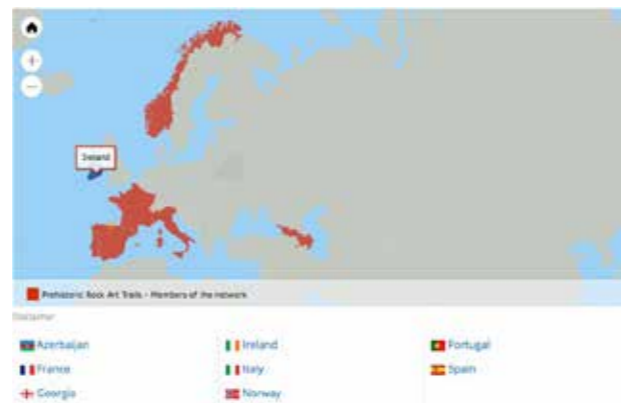 Ireland
Prehistoric Rock Art Trails - Members of the network
Disclaimer
Azerbaijan
Ireland
Portugal
France
Italy
Spain
Georgia
Norway